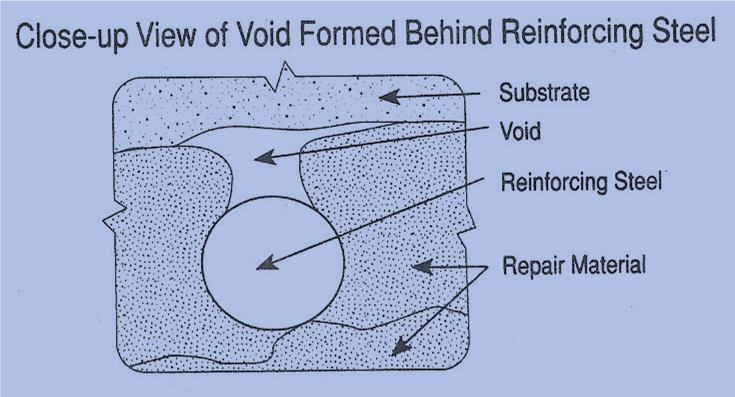 Close-up View of Void Formed Behind Reinforcing Steel
Substrate
Void
Reinforcing Steel
Repair Material